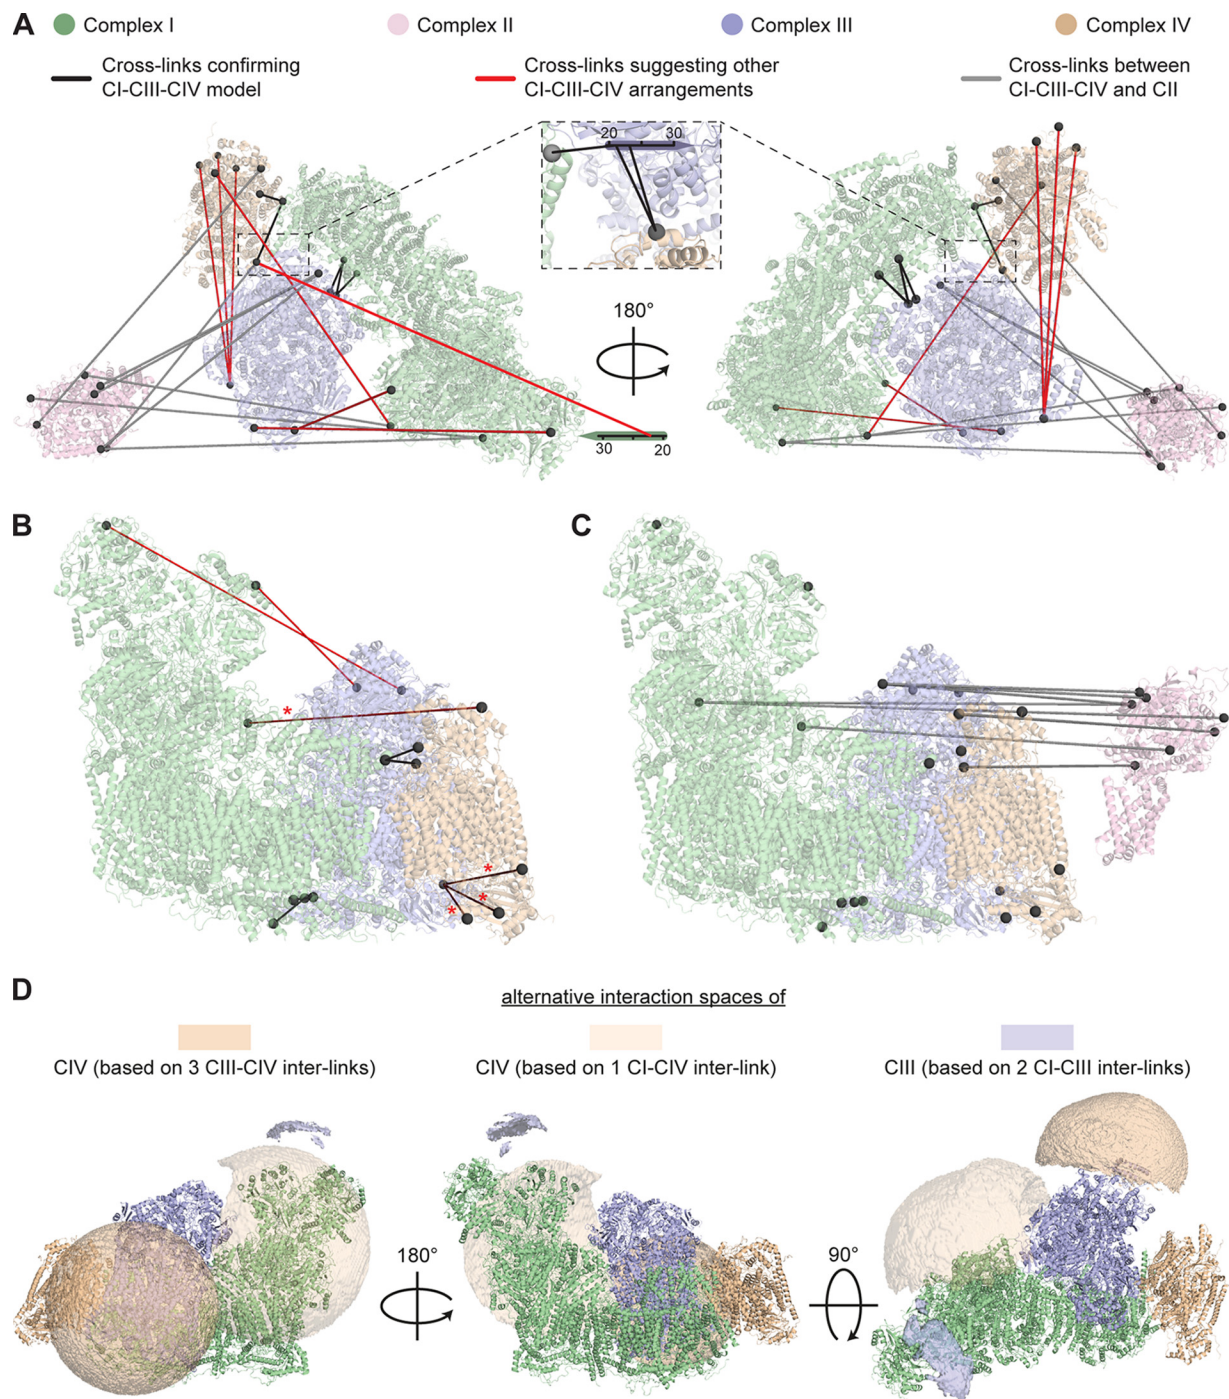 A
Complex I
Complex II
Complex III
Complex IV
Cross-links confirming
CI-CIII-CIV model
Cross-links suggesting other
CI-CIII-CIV arrangements
Cross-links between
CI-CIII-CIV and CII
20
30
180°
30
20
B
C
*
*
*
*
D
alternative interaction spaces of
CIV (based on 3 CIII-CIV inter-links)
CIV (based on 1 CI-CIV inter-link)
CIII (based on 2 CI-CIII inter-links)
180°
90°